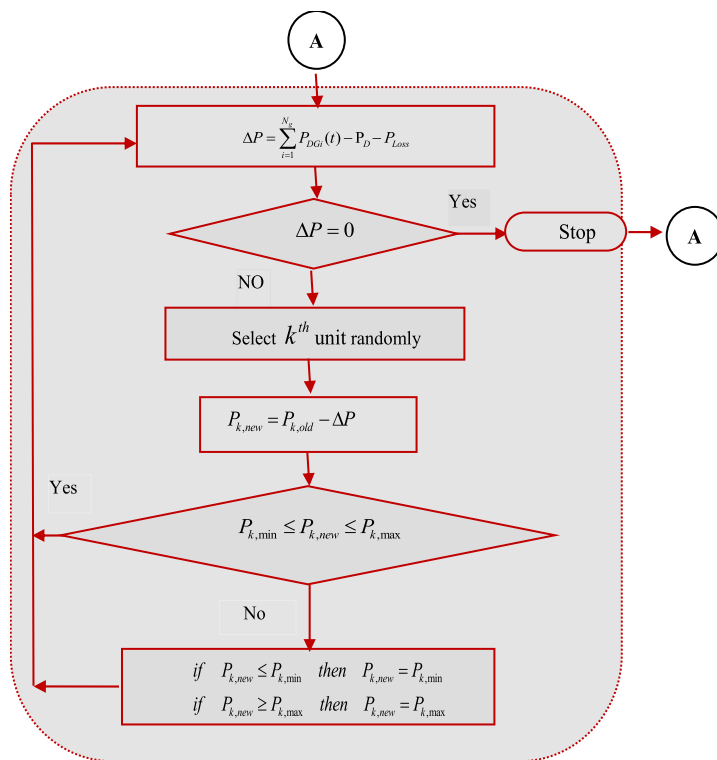 A
ΔP = \sum_{i=1}^{N_g} P_{DGi}(t) − P_D − P_{Loss}
Yes
ΔP = 0
Stop
A
NO
Select k^{th} unit randomly
P_{k,new} = P_{k,old} − ΔP
Yes
P_{k,min} ≤ P_{k,new} ≤ P_{k,max}
No
if P_{k,new} ≤ P_{k,min} then P_{k,new} = P_{k,min}
if P_{k,new} ≥ P_{k,max} then P_{k,new} = P_{k,max}